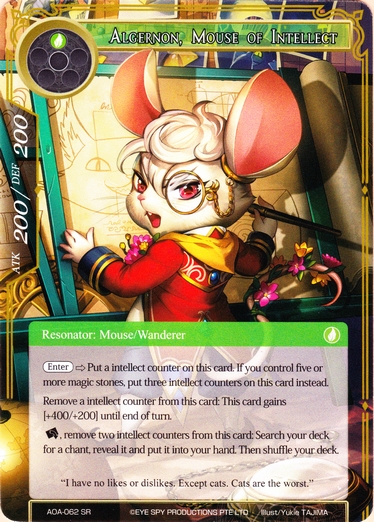 Algernon, Mouse of Intellect
ATK 200 / DEF 200
Resonator: Mouse/Wanderer
Enter ⇨ Put a intellect counter on this card. If you control five or
more magic stones, put three intellect counters on this card instead.
Remove a intellect counter from this card: This card gains
[+400/+200] until end of turn.
, remove two intellect counters from this card: Search your deck
for a chant, reveal it and put it into your hand. Then shuffle your deck.
"I have no likes or dislikes. Except cats. Cats are the worst."
AOA-062 SR ©EYE SPY PRODUCTIONS PTE LTD. Illust/Yukie TAJIMA